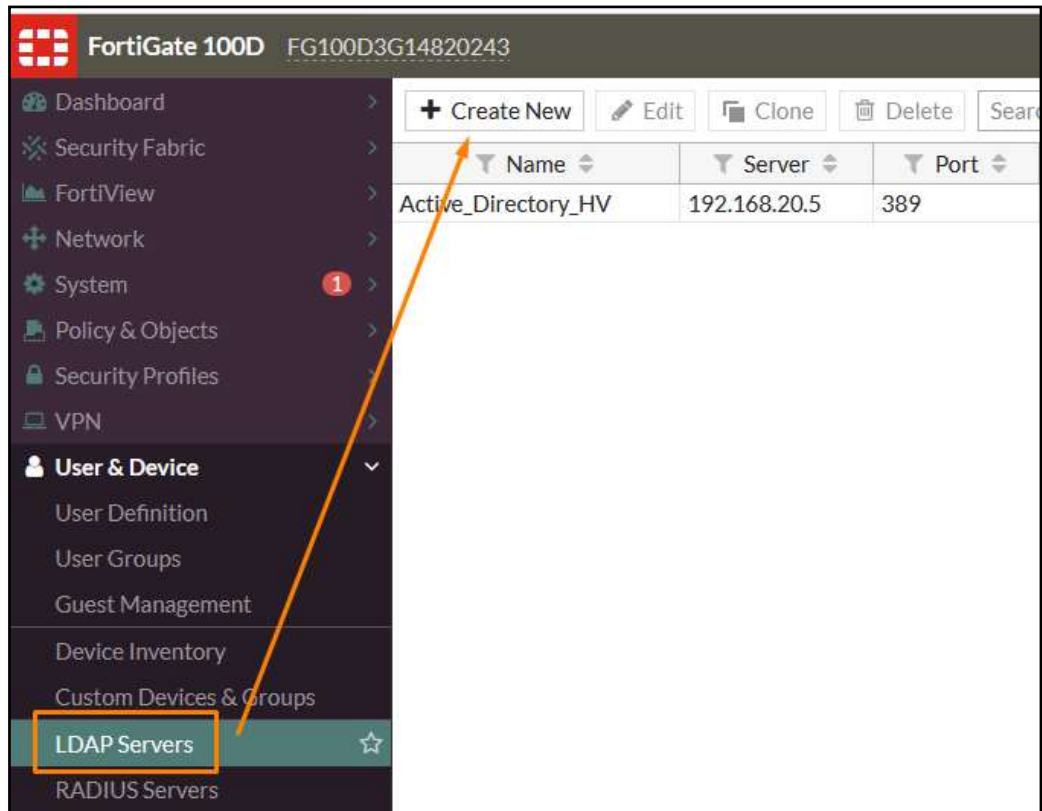 FortiGate 100D FG100D3G14820243
Dashboard
Security Fabric
FortiView
Network
System 1
Policy & Objects
Security Profiles
VPN
User & Device
User Definition
User Groups
Guest Management
Device Inventory
Custom Devices & Groups
LDAP Servers
RADIUS Servers
+ Create New Edit Clone Delete Sear
Name Server Port
Active_Directory_HV 192.168.20.5 389